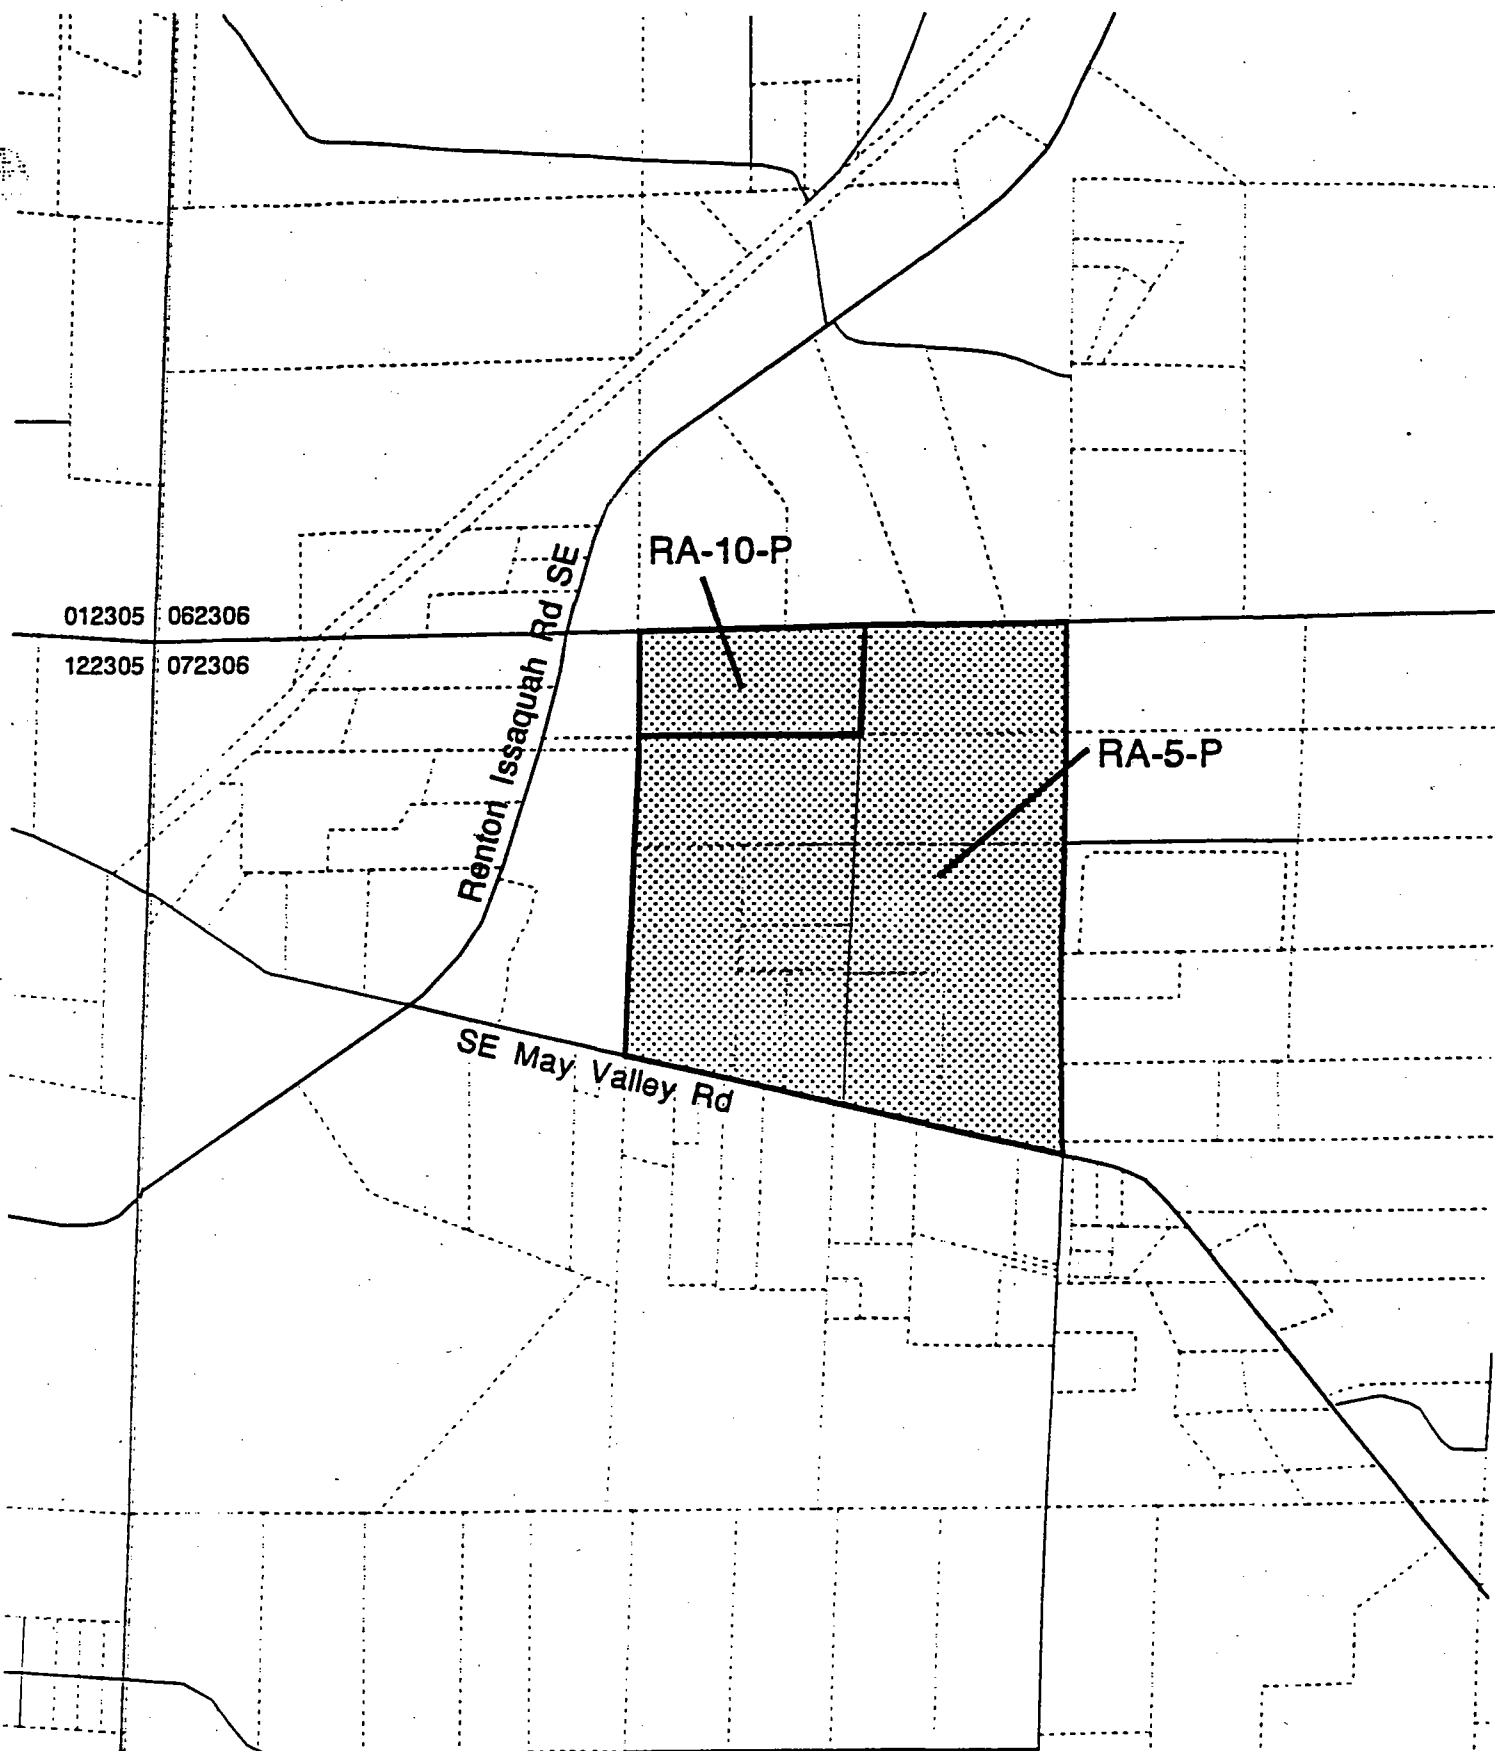 RA-10-P
Renton Issaquah Rd SE
012305 062306
122305 072306
RA-5-P
SE May Valley Rd